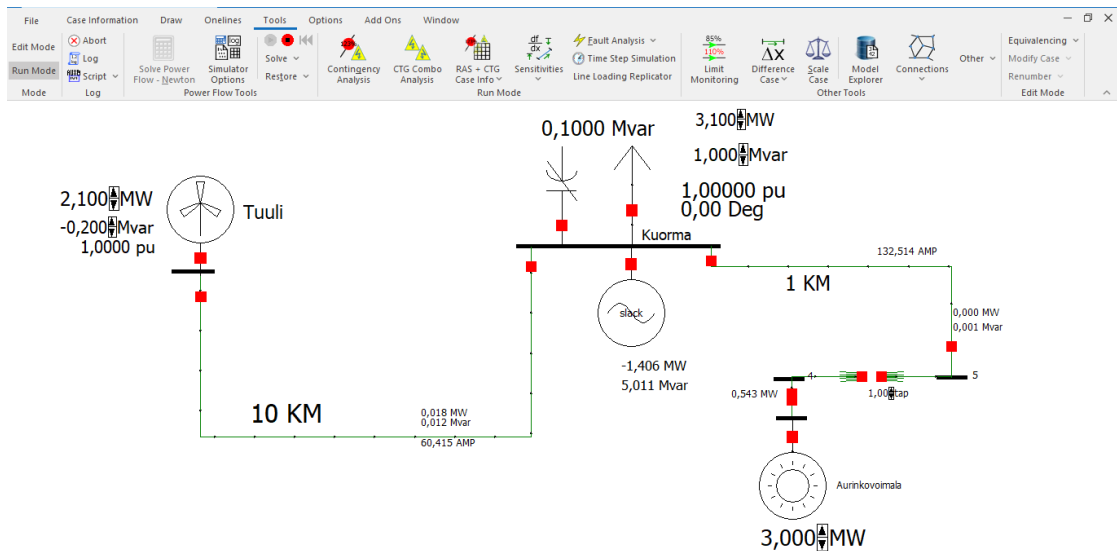 File Case Information Draw Onelines Tools Options Add Ons Window
Edit Mode
Run Mode
Mode
Abort
Log
Script
Log
Solve Power
Flow - Newton
Simulator
Options
Solve
Restore
Power Flow Tools
Contingency
Analysis
CTG Combo
Analysis
RAS + CTG
Case Info
Sensitivities
Fault Analysis
Time Step Simulation
Line Loading Replicator
Run Mode
85%
110%
Limit
Monitoring
ΔX
Difference
Case
Scale
Case
Model
Explorer
Connections
Other
Other Tools
Equivalencing
Modify Case
Renumber
Edit Mode
0,1000 Mvar
3,100 MW
1,000 Mvar
1,00000 pu
0,00 Deg
2,100 MW
-0,200 Mvar
1,0000 pu
Tuuli
Kuorma
132,514 AMP
1 KM
slack
0,000 MW
0,001 Mvar
-1,406 MW
5,011 Mvar
4
5
0,543 MW
10 KM
0,018 MW
0,012 Mvar
60,415 AMP
Aurinkovoimala
3,000 MW